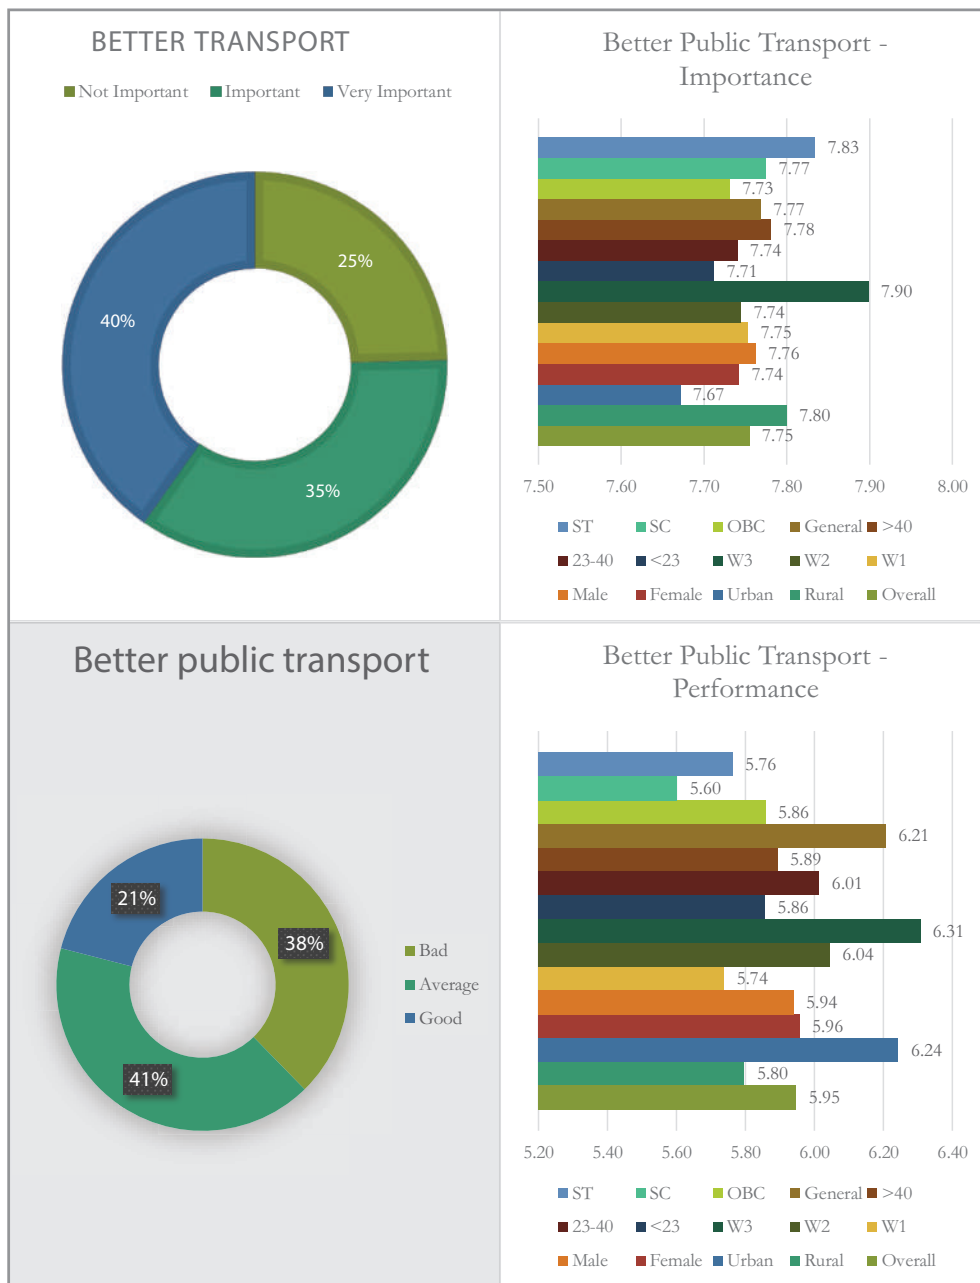 BETTER TRANSPORT
Not Important Important Very Important
25%
40%
35%
Better Public Transport -
Importance
7.83
7.77
7.73
7.77
7.78
7.74
7.71
7.90
7.74
7.75
7.76
7.74
7.67
7.80
7.75
7.50 7.60 7.70 7.80 7.90 8.00
ST SC OBC General >40
23-40 <23 W3 W2 W1
Male Female Urban Rural Overall
Better public transport
21%
38%
41%
Bad
Average
Good
Better Public Transport -
Performance
5.76
5.60
5.86
6.21
5.89
6.01
5.86
6.31
6.04
5.74
5.94
5.96
6.24
5.80
5.95
5.20 5.40 5.60 5.80 6.00 6.20 6.40
ST SC OBC General >40
23-40 <23 W3 W2 W1
Male Female Urban Rural Overall